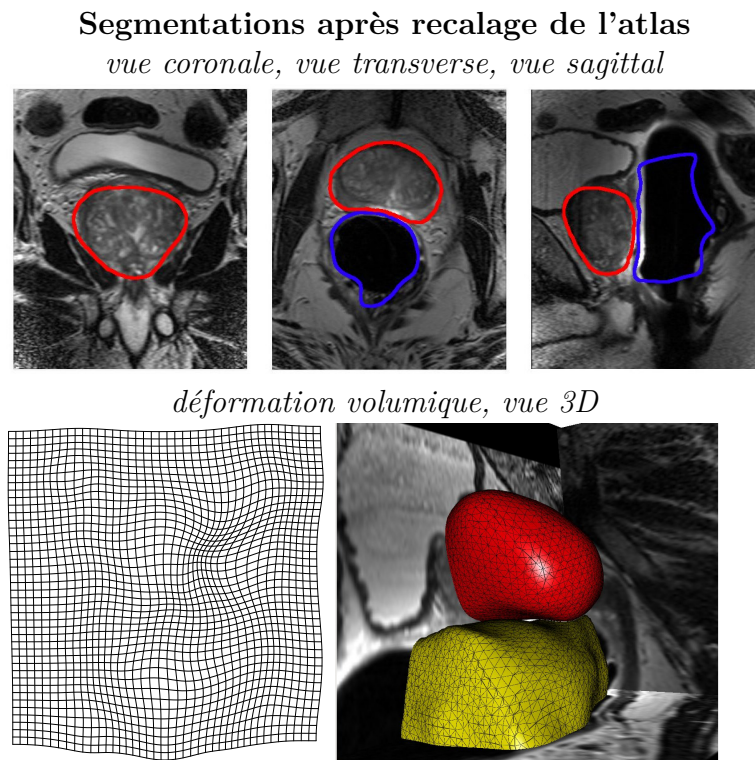 Segmentations après recalage de l'atlas
vue coronale, vue transverse, vue sagittal
déformation volumique, vue 3D